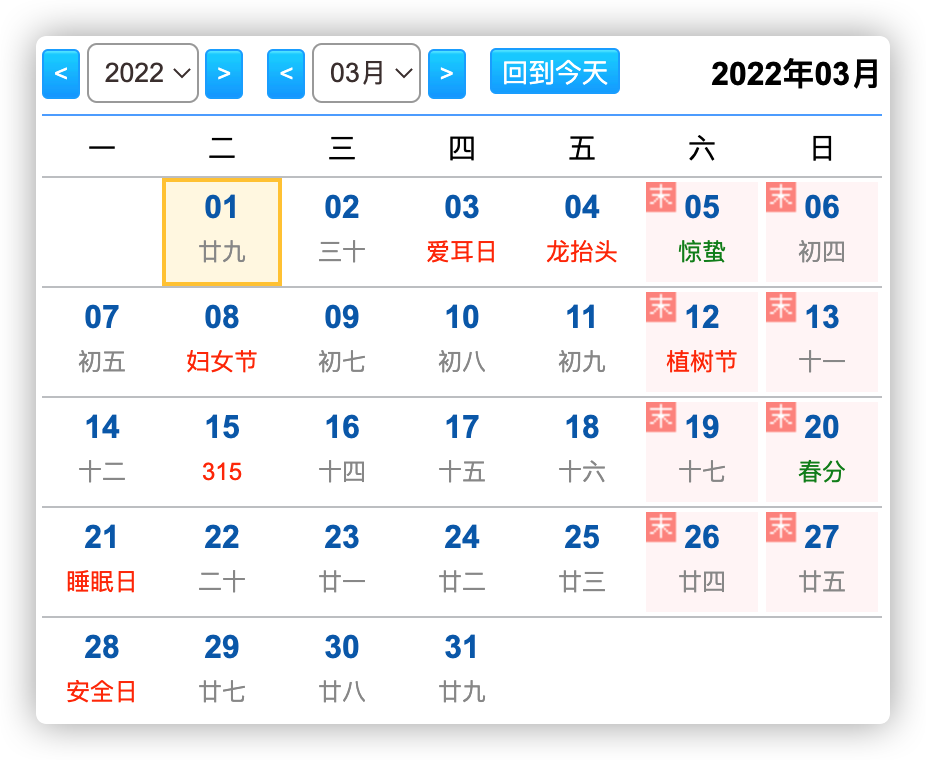 < 2022 > < 03月 > 回到今天 2022年03月
一 二 三 四 五 六 日
01 02 03 04 末 05 末 06
廿九 三十 爱耳日 龙抬头 惊蛰 初四
07 08 09 10 11 末 12 末 13
初五 妇女节 初七 初八 初九 植树节 十一
14 15 16 17 18 末 19 末 20
十二 315 十四 十五 十六 十七 春分
21 22 23 24 25 末 26 末 27
睡眠日 二十 廿一 廿二 廿三 廿四 廿五
28 29 30 31
安全日 廿七 廿八 廿九